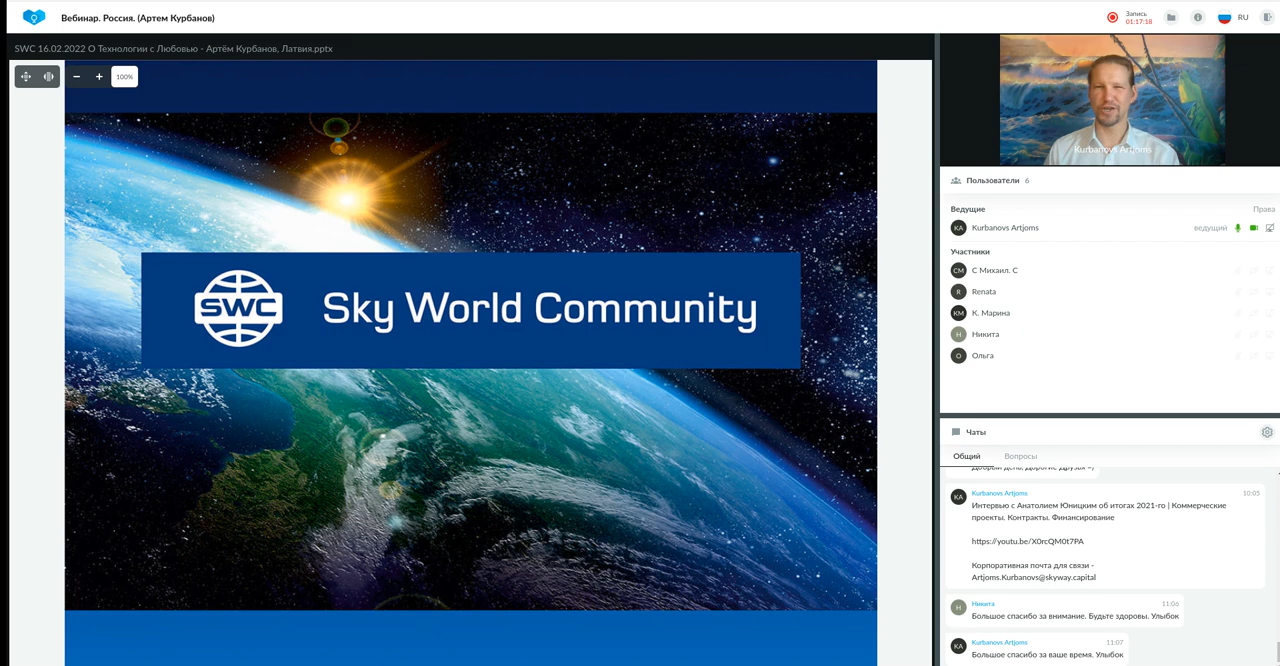 Вебинар. Россия. (Артем Курбанов)
Запись
01:17:18
RU
SWC 16.02.2022 О Технологии с Любовью - Артём Курбанов, Латвия.pptx
100%
SWC
Sky World Community
Kurbanovs Artjoms
Пользователи 6
Ведущие Права
KA Kurbanovs Artjoms ведущий
Участники
СМ С Михаил. С
R Renata
КМ К. Марина
Н Никита
О Ольга
Чаты
Общий Вопросы
Добрый день, Дорогие Друзья =)
KA Kurbanovs Artjoms 10:05
Интервью с Анатолием Юницким об итогах 2021-го | Коммерческие
проекты. Контракты. Финансирование
https://youtu.be/X0rcQM0t7PA
Корпоративная почта для связи -
Artjoms.Kurbanovs@skyway.capital
Н Никита 11:06
Большое спасибо за внимание. Будьте здоровы. Улыбок
KA Kurbanovs Artjoms 11:07
Большое спасибо за ваше время. Улыбок